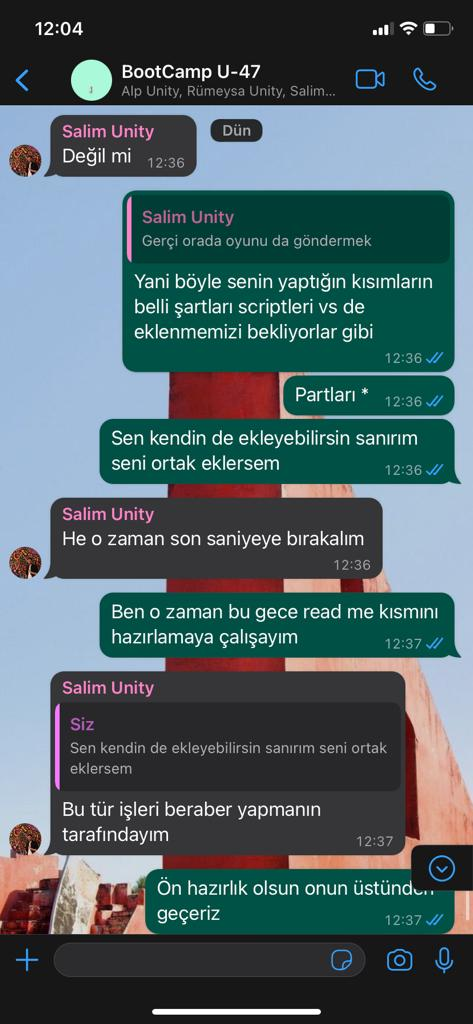 12:04
BootCamp U-47
Alp Unity, Rümeysa Unity, Salim...
Dün
Salim Unity
Değil mi
12:36
Salim Unity
Gerçi orada oyunu da göndermek
Yani böyle senin yaptığın kısımların
belli şartları scriptleri vs de
eklenmemizi bekliyorlar gibi
12:36
Partları *
12:36
Sen kendin de ekleyebilirsin sanırım
seni ortak eklersem
12:36
Salim Unity
He o zaman son saniyeye bırakalım
12:36
Ben o zaman bu gece read me kısmını
hazırlamaya çalışayım
12:37
Salim Unity
Siz
Sen kendin de ekleyebilirsin sanırım seni ortak
eklersem
Bu tür işleri beraber yapmanın
tarafındayım
12:37
Ön hazırlık olsun onun üstünden
geçeriz
12:37